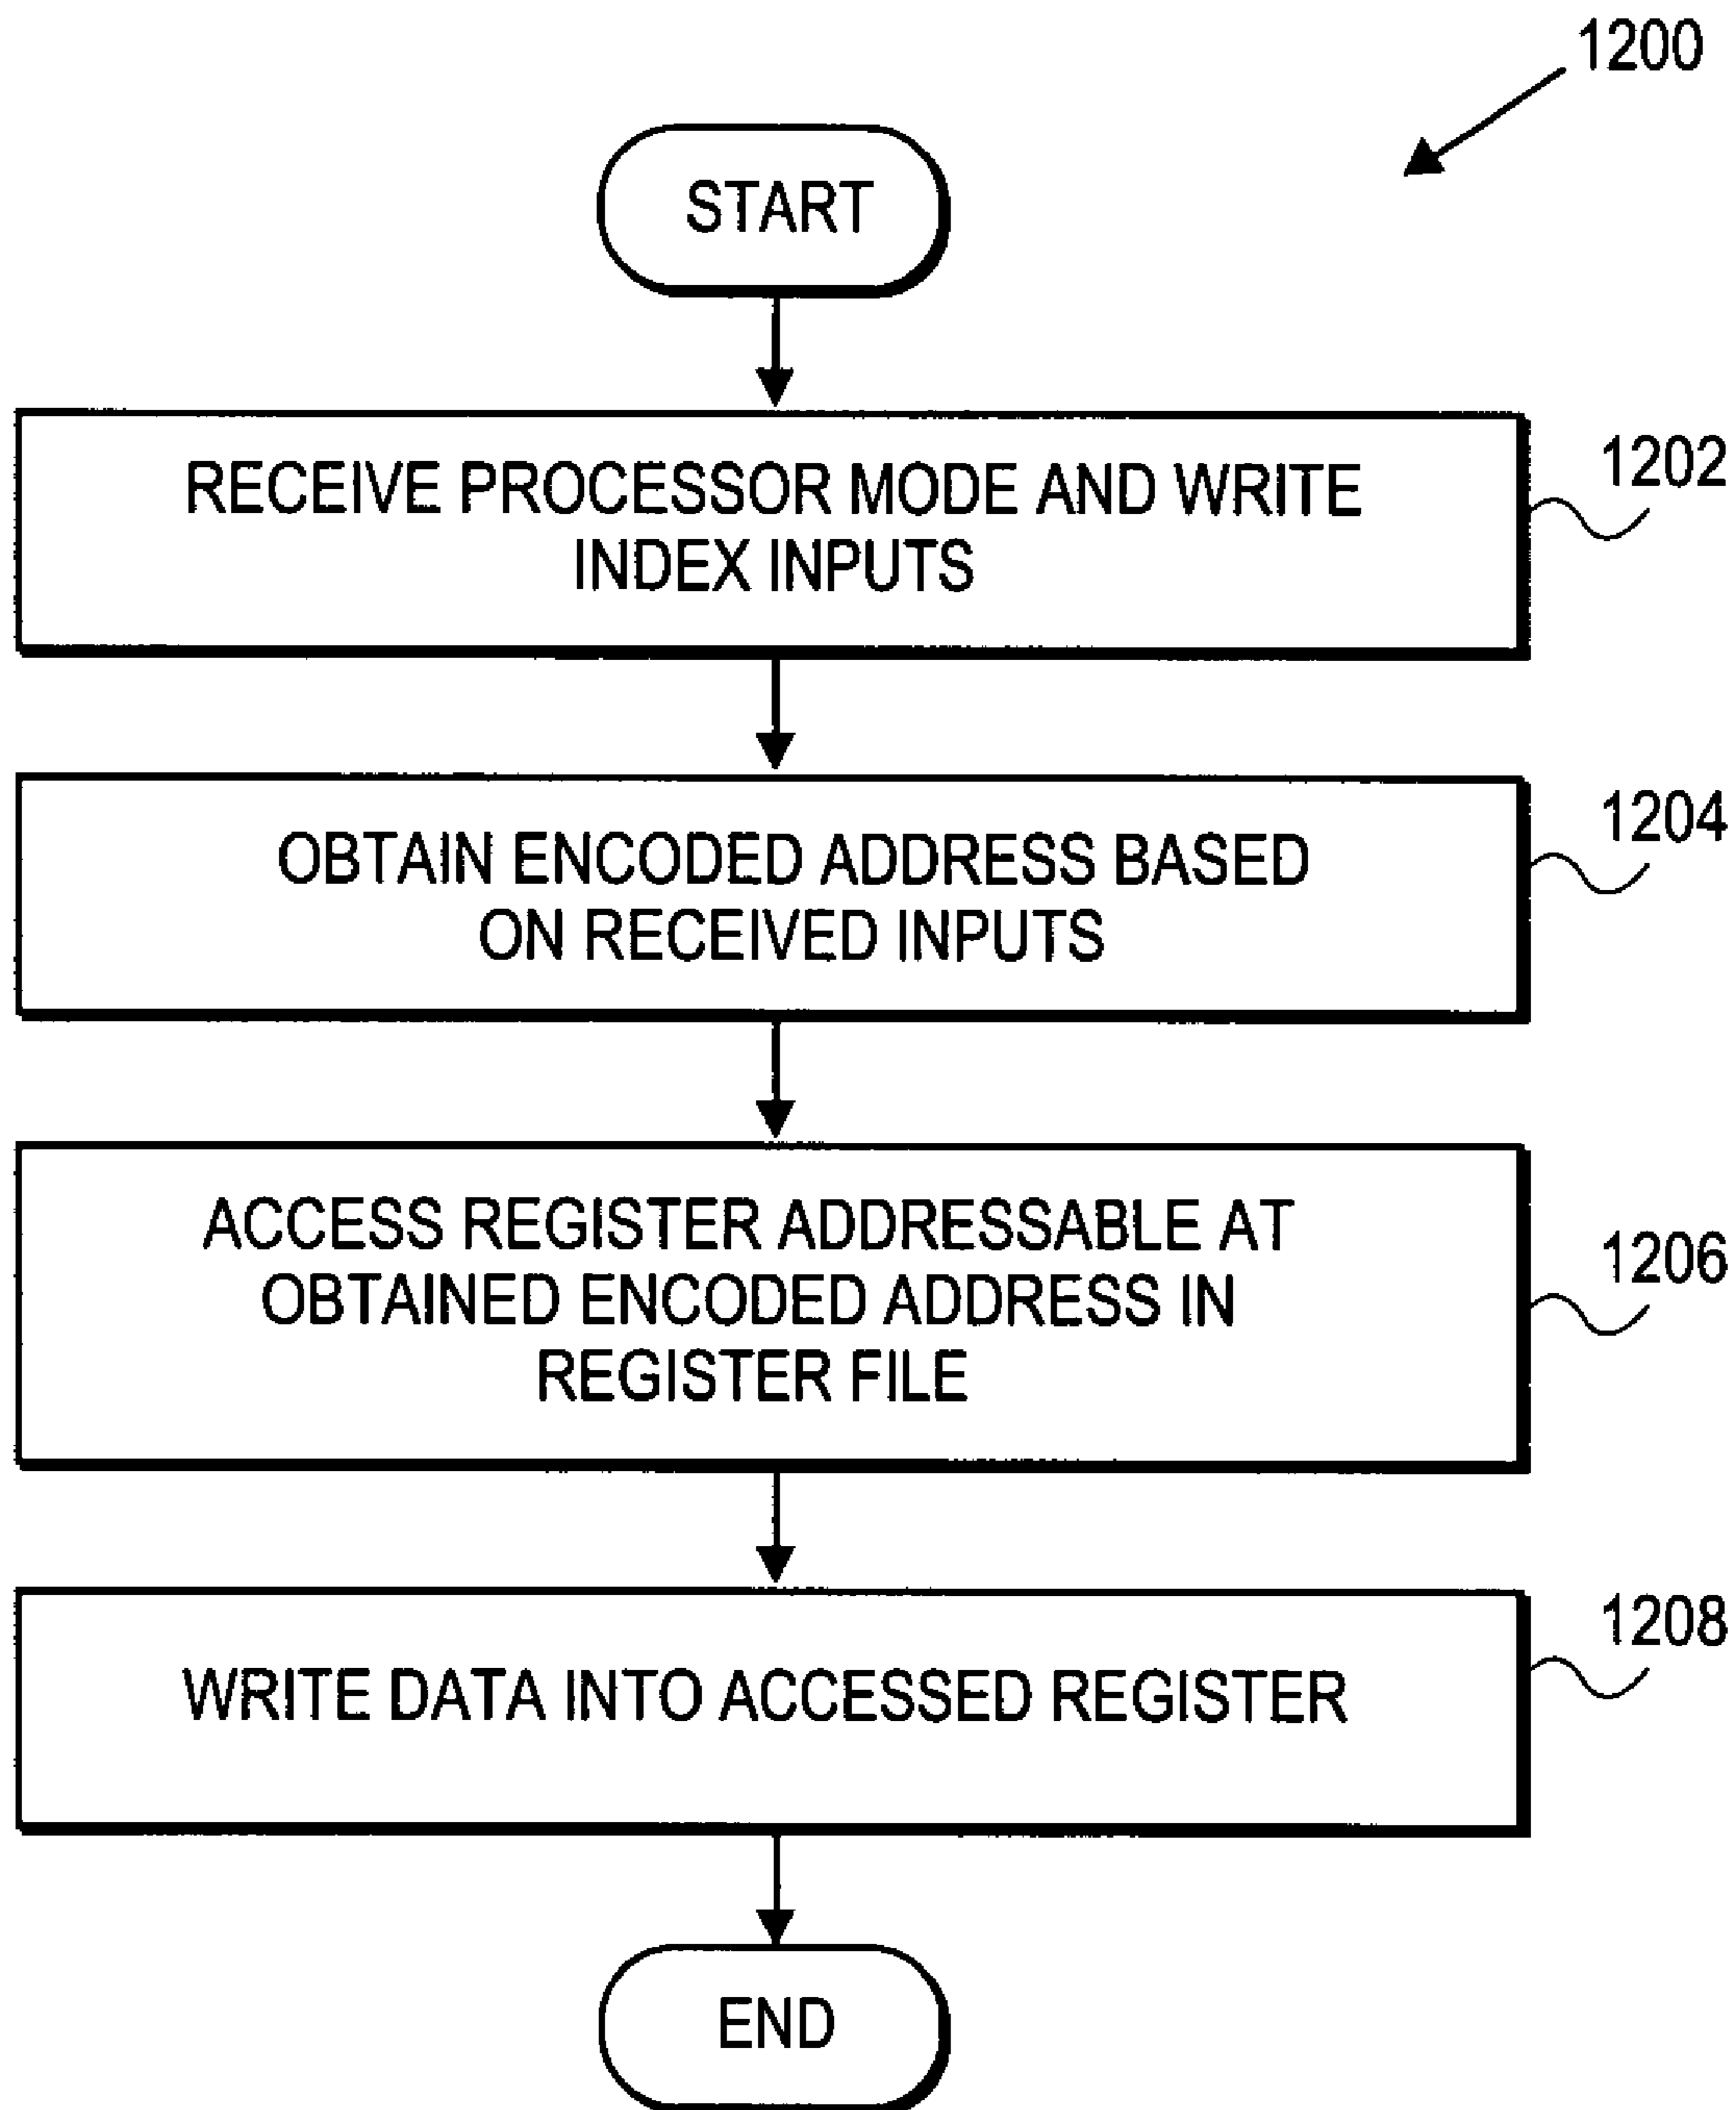 1200
START
RECEIVE PROCESSOR MODE AND WRITE
INDEX INPUTS
1202
OBTAIN ENCODED ADDRESS BASED
ON RECEIVED INPUTS
1204
ACCESS REGISTER ADDRESSABLE AT
OBTAINED ENCODED ADDRESS IN
REGISTER FILE
1206
WRITE DATA INTO ACCESSED REGISTER
1208
END